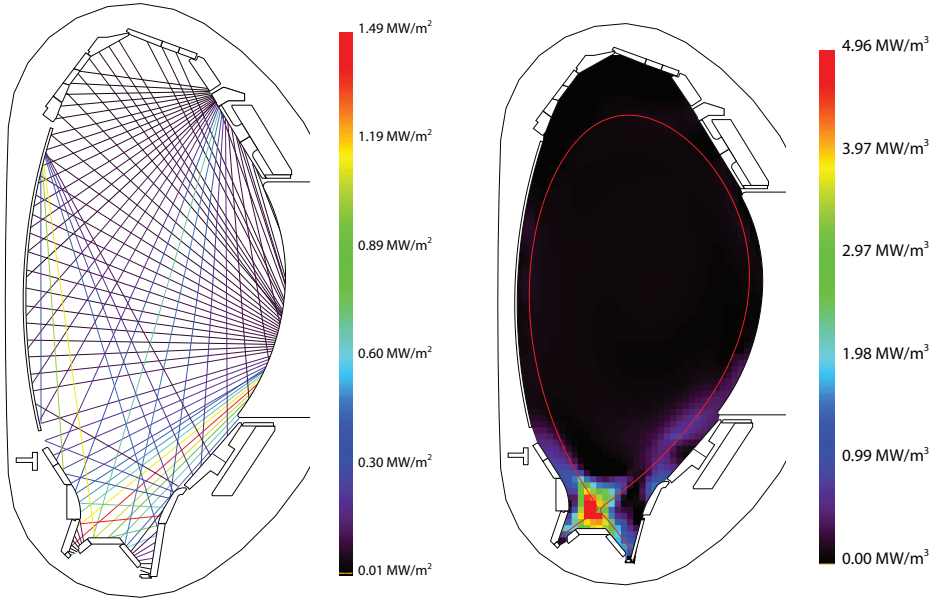 1.49 MW/m²
1.19 MW/m²
0.89 MW/m²
0.60 MW/m²
0.30 MW/m²
0.01 MW/m²
4.96 MW/m³
3.97 MW/m³
2.97 MW/m³
1.98 MW/m³
0.99 MW/m³
0.00 MW/m³